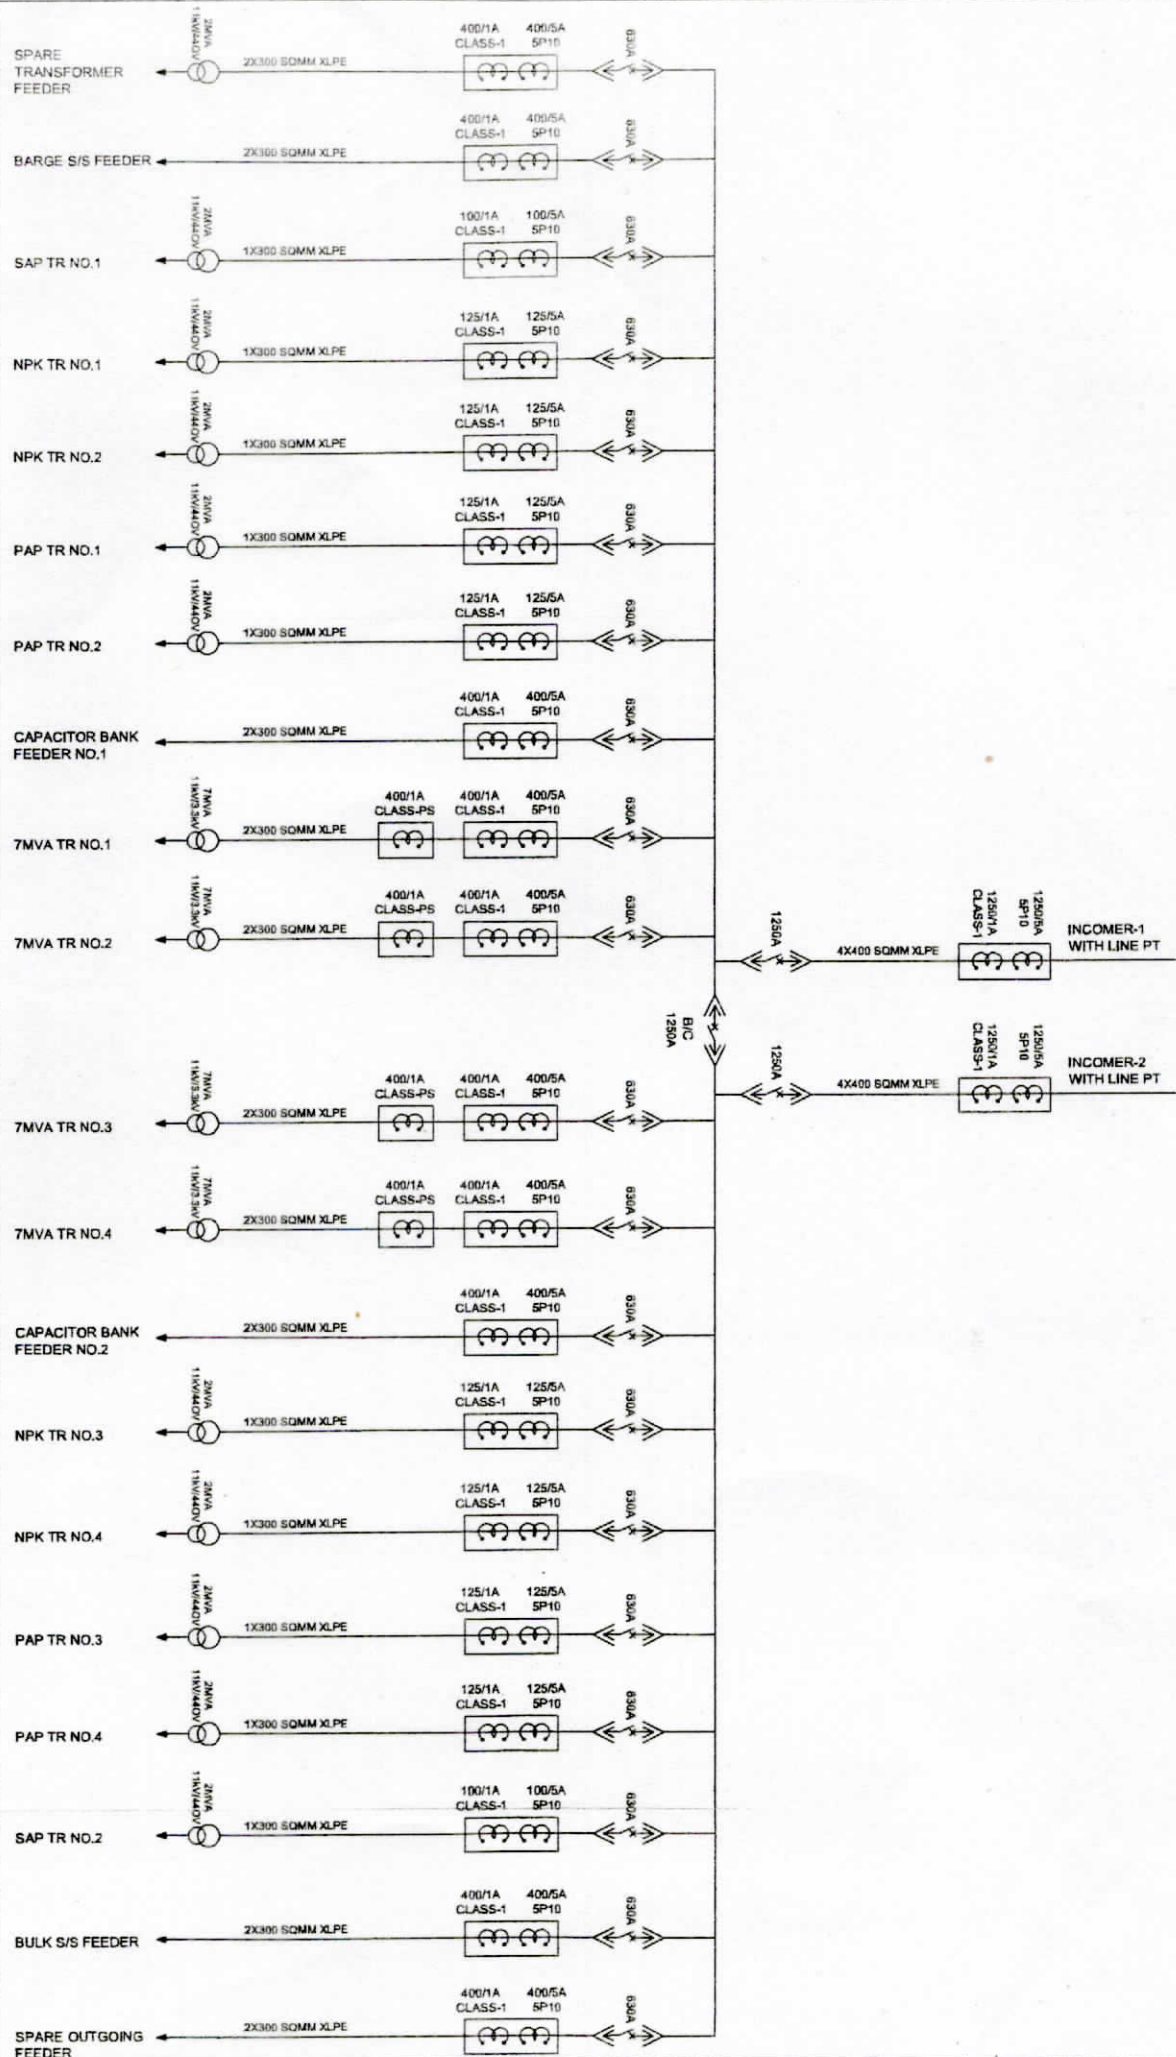 2MVA
11kV/440V
400/1A 400/5A
CLASS-1 5P10
630A
SPARE
TRANSFORMER
FEEDER
2X300 SQMM XLPE
400/1A 400/5A
CLASS-1 5P10
630A
BARGE S/S FEEDER
2X300 SQMM XLPE
2MVA
11kV/440V
100/1A 100/5A
CLASS-1 5P10
630A
SAP TR NO.1
1X300 SQMM XLPE
2MVA
11kV/440V
125/1A 125/5A
CLASS-1 5P10
630A
NPK TR NO.1
1X300 SQMM XLPE
2MVA
11kV/440V
125/1A 125/5A
CLASS-1 5P10
630A
NPK TR NO.2
1X300 SQMM XLPE
2MVA
11kV/440V
125/1A 125/5A
CLASS-1 5P10
630A
PAP TR NO.1
1X300 SQMM XLPE
2MVA
11kV/440V
125/1A 125/5A
CLASS-1 5P10
630A
PAP TR NO.2
1X300 SQMM XLPE
400/1A 400/5A
CLASS-1 5P10
630A
CAPACITOR BANK
FEEDER NO.1
2X300 SQMM XLPE
7MVA
11kV/3.3kV
400/1A 400/1A 400/5A
CLASS-PS CLASS-1 5P10
630A
7MVA TR NO.1
2X300 SQMM XLPE
7MVA
11kV/3.3kV
400/1A 400/1A 400/5A
CLASS-PS CLASS-1 5P10
630A
7MVA TR NO.2
2X300 SQMM XLPE
1250A
4X400 SQMM XLPE
1250/1A
CLASS-1
1250/5A
5P10
INCOMER-1
WITH LINE PT
B/C
1250A
1250A
4X400 SQMM XLPE
1250/1A
CLASS-1
1250/5A
5P10
INCOMER-2
WITH LINE PT
7MVA
11kV/3.3kV
400/1A 400/1A 400/5A
CLASS-PS CLASS-1 5P10
630A
7MVA TR NO.3
2X300 SQMM XLPE
7MVA
11kV/3.3kV
400/1A 400/1A 400/5A
CLASS-PS CLASS-1 5P10
630A
7MVA TR NO.4
2X300 SQMM XLPE
400/1A 400/5A
CLASS-1 5P10
630A
CAPACITOR BANK
FEEDER NO.2
2X300 SQMM XLPE
2MVA
11kV/440V
125/1A 125/5A
CLASS-1 5P10
630A
NPK TR NO.3
1X300 SQMM XLPE
2MVA
11kV/440V
125/1A 125/5A
CLASS-1 5P10
630A
NPK TR NO.4
1X300 SQMM XLPE
2MVA
11kV/440V
125/1A 125/5A
CLASS-1 5P10
630A
PAP TR NO.3
1X300 SQMM XLPE
2MVA
11kV/440V
125/1A 125/5A
CLASS-1 5P10
630A
PAP TR NO.4
1X300 SQMM XLPE
2MVA
11kV/440V
100/1A 100/5A
CLASS-1 5P10
630A
SAP TR NO.2
1X300 SQMM XLPE
400/1A 400/5A
CLASS-1 5P10
630A
BULK S/S FEEDER
2X300 SQMM XLPE
400/1A 400/5A
CLASS-1 5P10
630A
SPARE OUTGOING
FEEDER
2X300 SQMM XLPE